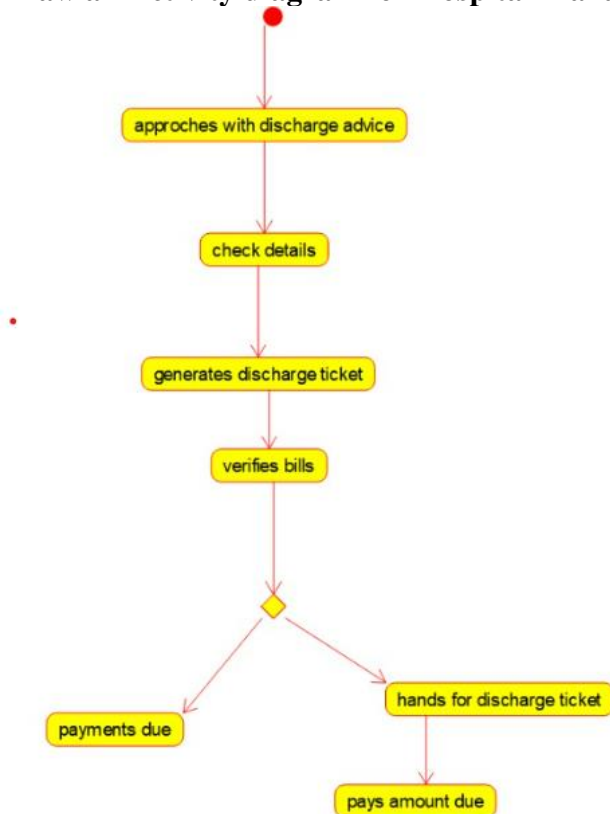 approches with discharge advice
check details
generates discharge ticket
verifies bills
hands for discharge ticket
payments due
pays amount due